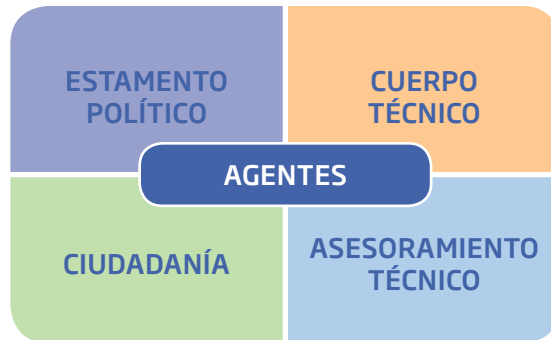 ESTAMENTO
POLÍTICO
CUERPO
TÉCNICO
AGENTES
CIUDADANÍA
ASESORAMIENTO
TÉCNICO